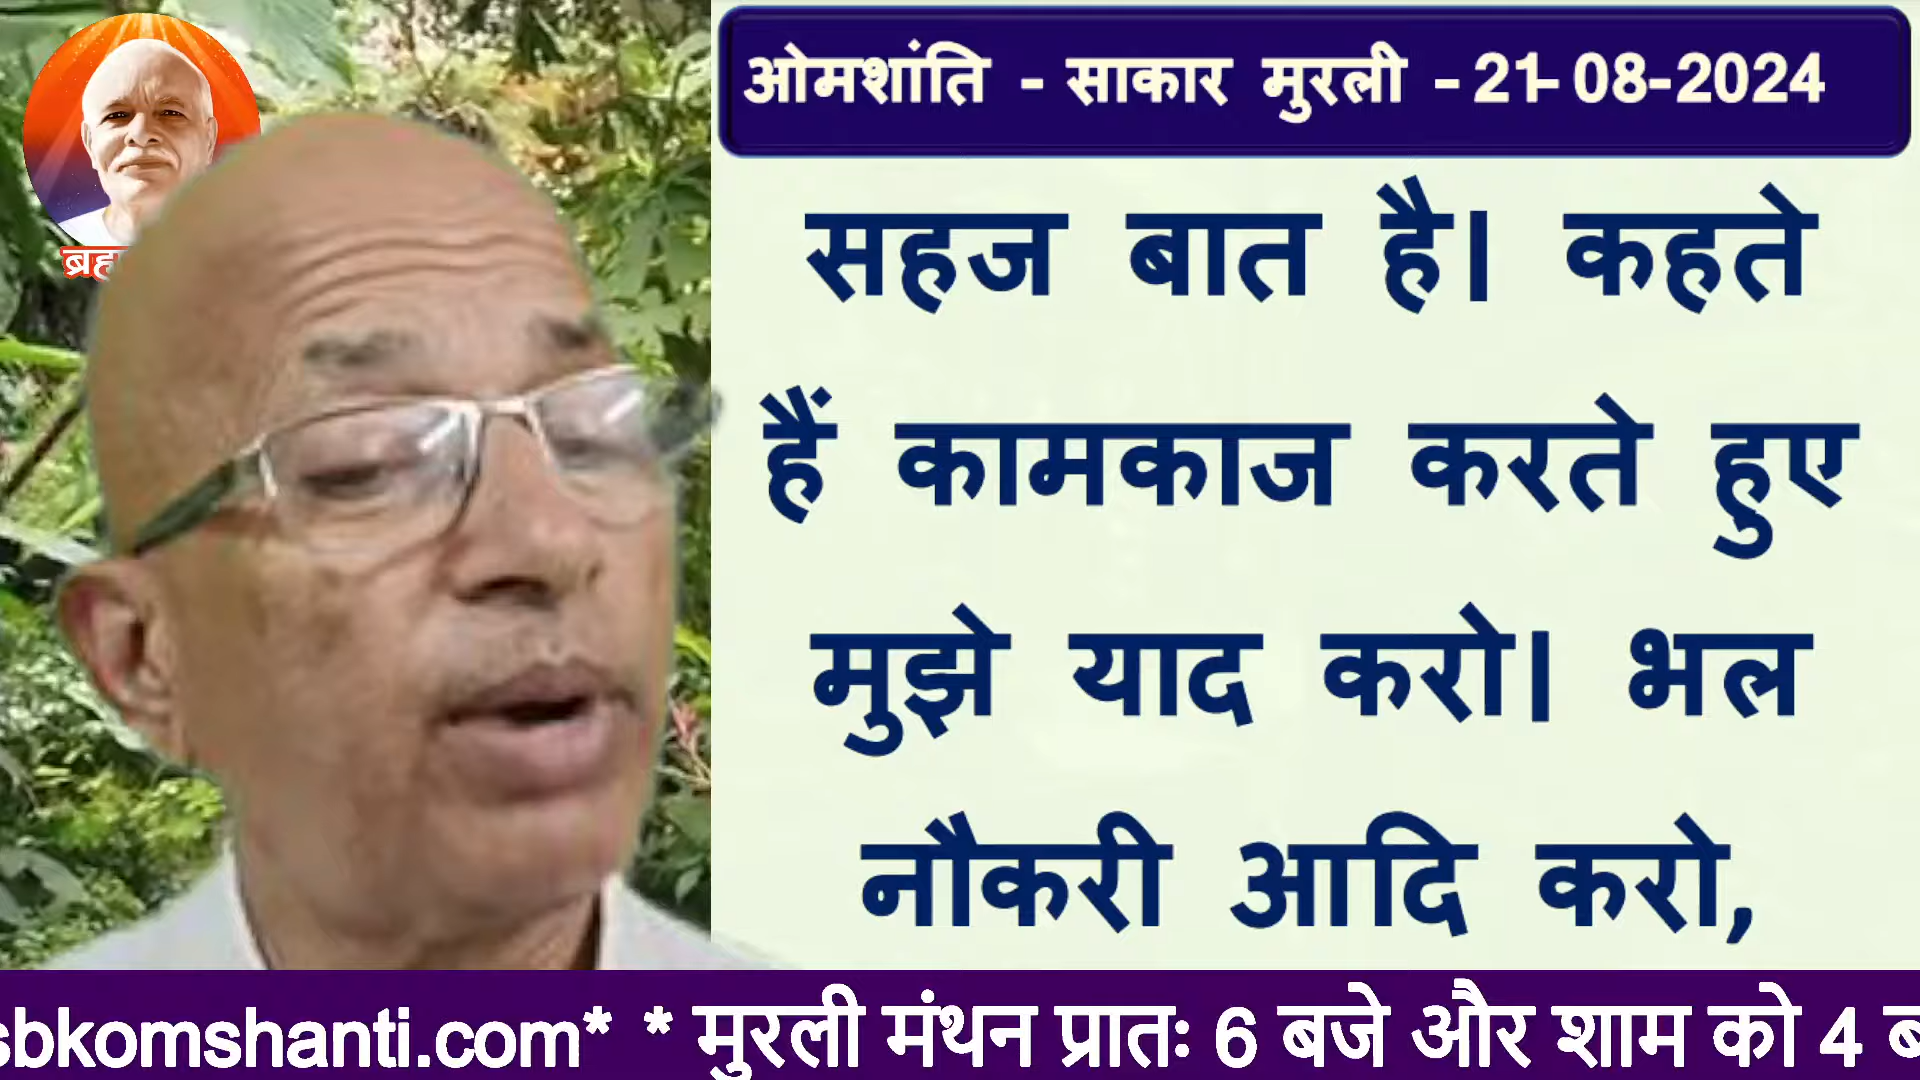 ओमशांति - साकार मुरली - 21-08-2024
सहज बात है। कहते
हैं कामकाज करते हुए
मुझे याद करो। भल
नौकरी आदि करो,
sbkomshanti.com* * मुरली मंथन प्रातः 6 बजे और शाम को 4 ब